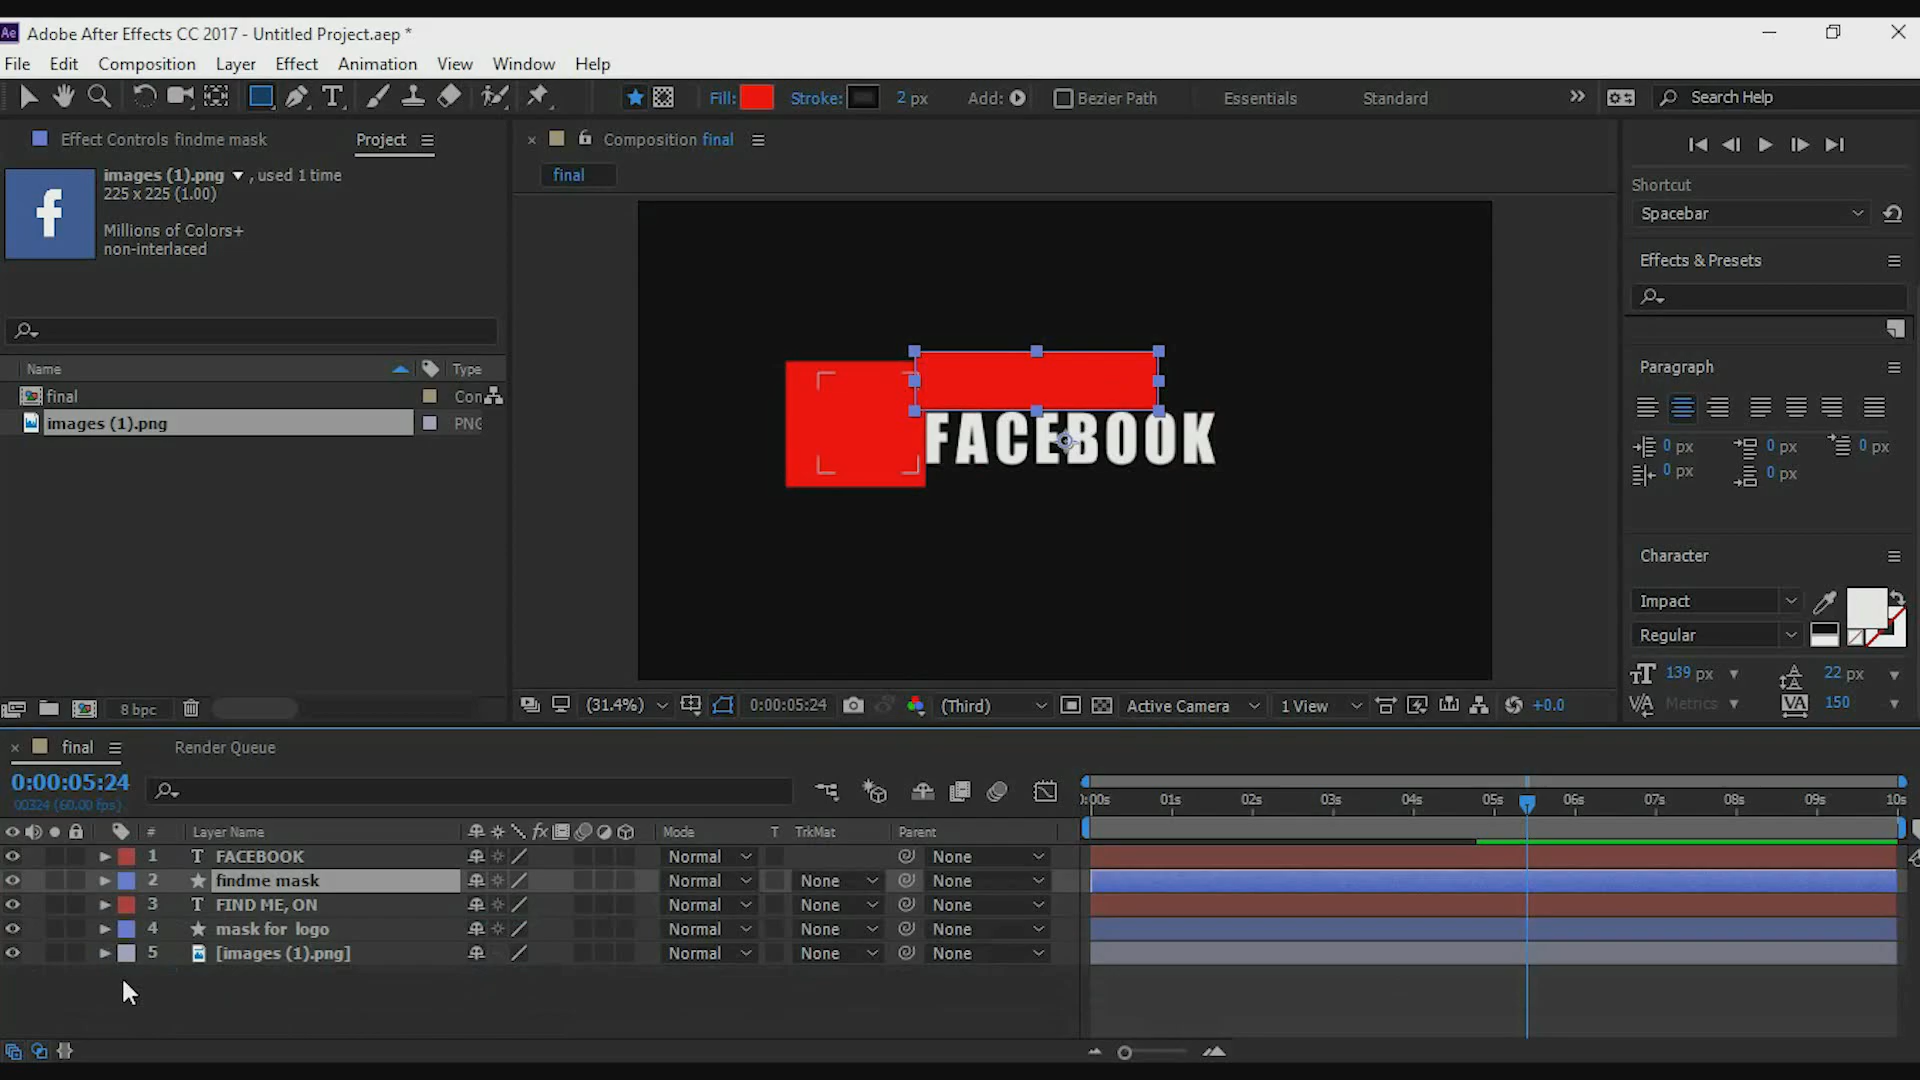 Ae Adobe After Effects CC 2017 - Untitled Project.aep *
File Edit Composition Layer Effect Animation View Window Help
T Fill: Stroke: 2 px Add: Bezier Path Essentials Standard Search Help
Effect Controls findme mask Project
Composition final
final
images (1).png , used 1 time
225 x 225 (1.00)
Millions of Colors+
non-interlaced
f
Shortcut
Spacebar
Effects & Presets
Name Type
final Con
images (1).png PNG
FACEBOOK
Paragraph
0 px 0 px 0 px
0 px 0 px
Character
Impact
Regular
139 px 22 px
Metrics 150
8 bpc
(31.4%) 0:00:05:24 (Third) Active Camera 1 View +0.0
final Render Queue
0:00:05:24
00324 (60.00 fps)
# Layer Name fx Mode T TrkMat Parent
1 T FACEBOOK Normal None
2 findme mask Normal None None
3 T FIND ME, ON Normal None None
4 mask for logo Normal None None
5 [images (1).png] Normal None None
):00s 01s 02s 03s 04s 05s 06s 07s 08s 09s 10s